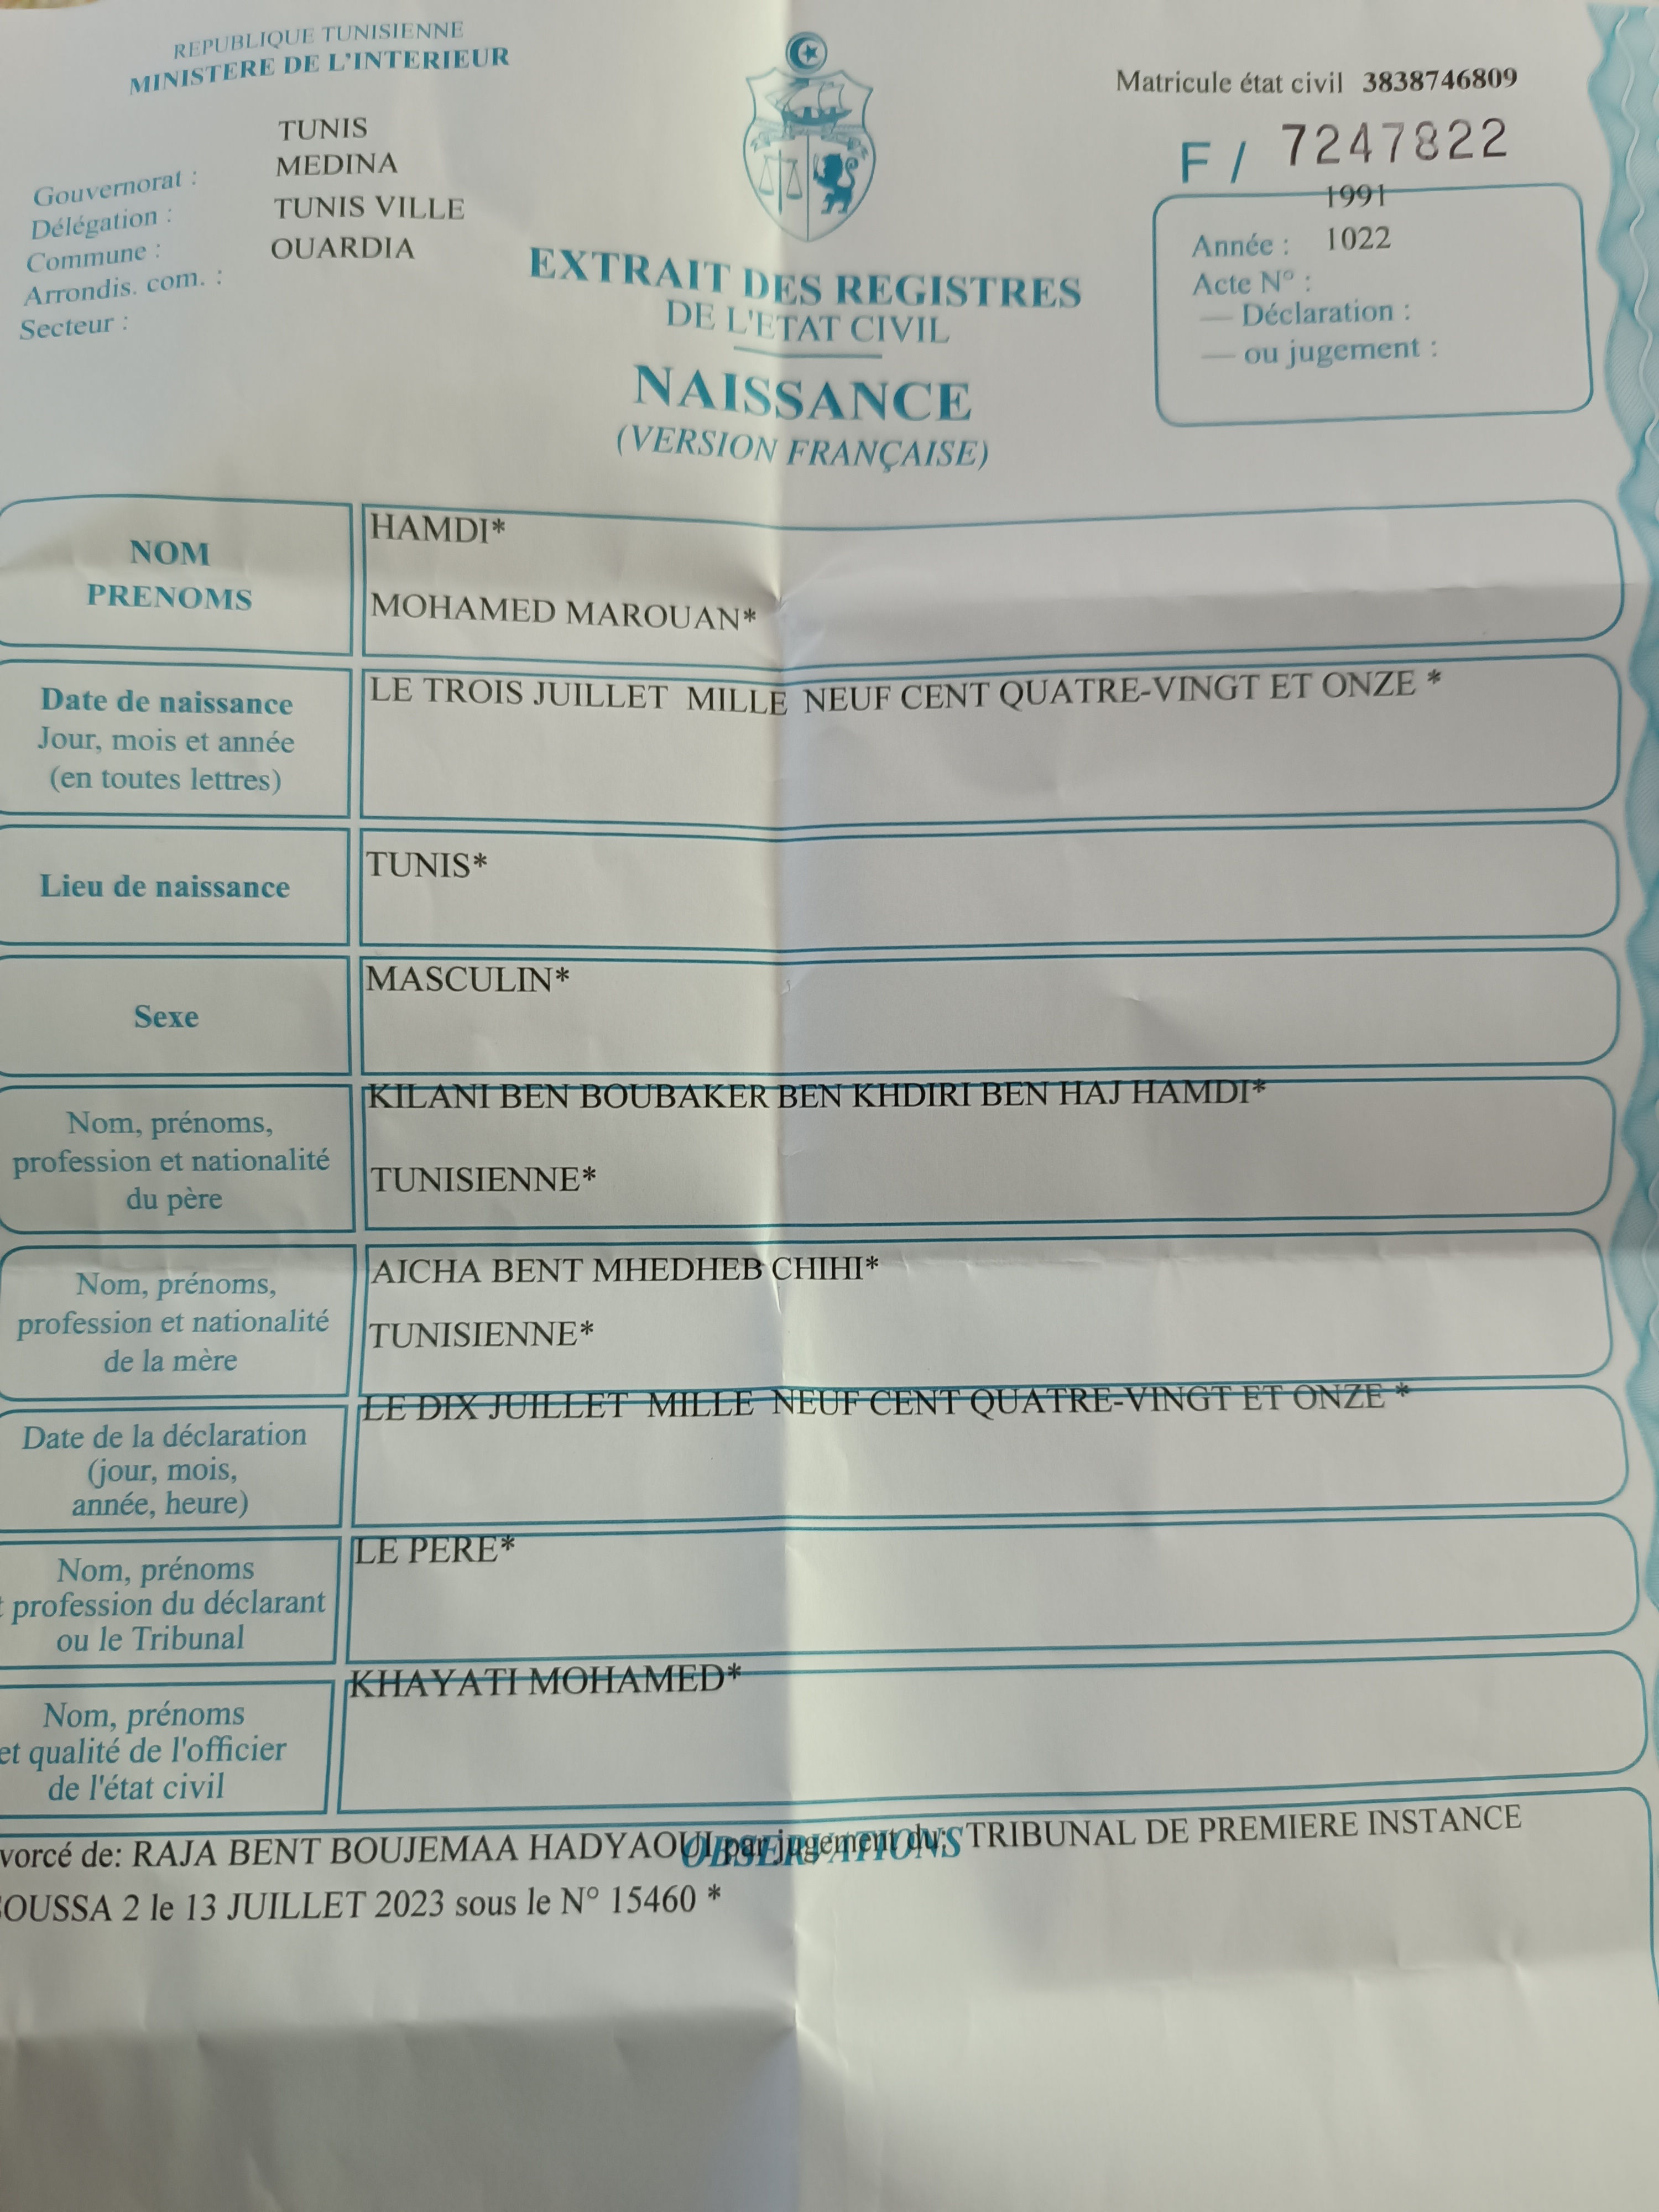 REPUBLIQUE TUNISIENNE
MINISTERE DE L'INTERIEUR
TUNIS
MEDINA
TUNIS VILLE
OUARDIA
Gouvernorat :
Délégation :
Commune :
Arrondis. com. :
Secteur :
Matricule état civil 3838746809
F / 7247822
1991
Année : 1022
Acte N° :
— Déclaration :
— ou jugement :
EXTRAIT DES REGISTRES
DE L'ETAT CIVIL
NAISSANCE
(VERSION FRANÇAISE)
NOM
PRENOMS
HAMDI*
MOHAMED MAROUAN*
Date de naissance
Jour, mois et année
(en toutes lettres)
LE TROIS JUILLET MILLE NEUF CENT QUATRE-VINGT ET ONZE *
Lieu de naissance
TUNIS*
Sexe
MASCULIN*
Nom, prénoms,
profession et nationalité
du père
KILANI BEN BOUBAKER BEN KHDIRI BEN HAJ HAMDI*
TUNISIENNE*
Nom, prénoms,
profession et nationalité
de la mère
AICHA BENT MHEDHEB CHIHI*
TUNISIENNE*
Date de la déclaration
(jour, mois,
année, heure)
LE DIX JUILLET MILLE NEUF CENT QUATRE-VINGT ET ONZE *
Nom, prénoms
t profession du déclarant
ou le Tribunal
LE PERE*
Nom, prénoms
et qualité de l'officier
de l'état civil
KHAYATI MOHAMED*
OBSERVATIONS
vorcé de: RAJA BENT BOUJEMAA HADYAOUI par jugement du: TRIBUNAL DE PREMIERE INSTANCE
OUSSA 2 le 13 JUILLET 2023 sous le N° 15460 *